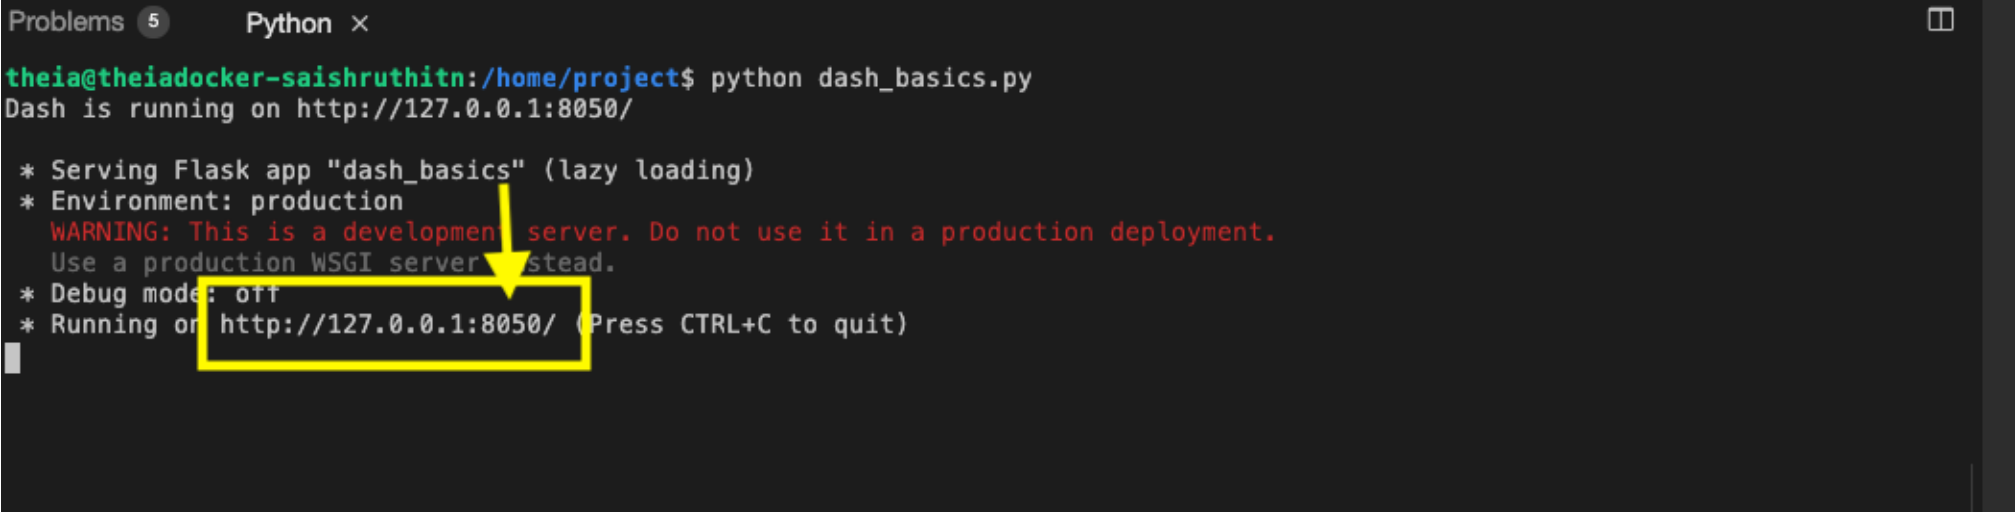 Problems 5 Python ×
theia@theiadocker-saishruthitn:/home/project$ python dash_basics.py
Dash is running on http://127.0.0.1:8050/
* Serving Flask app "dash_basics" (lazy loading)
* Environment: production
WARNING: This is a development server. Do not use it in a production deployment.
Use a production WSGI server instead.
* Debug mode: off
* Running on http://127.0.0.1:8050/ (Press CTRL+C to quit)